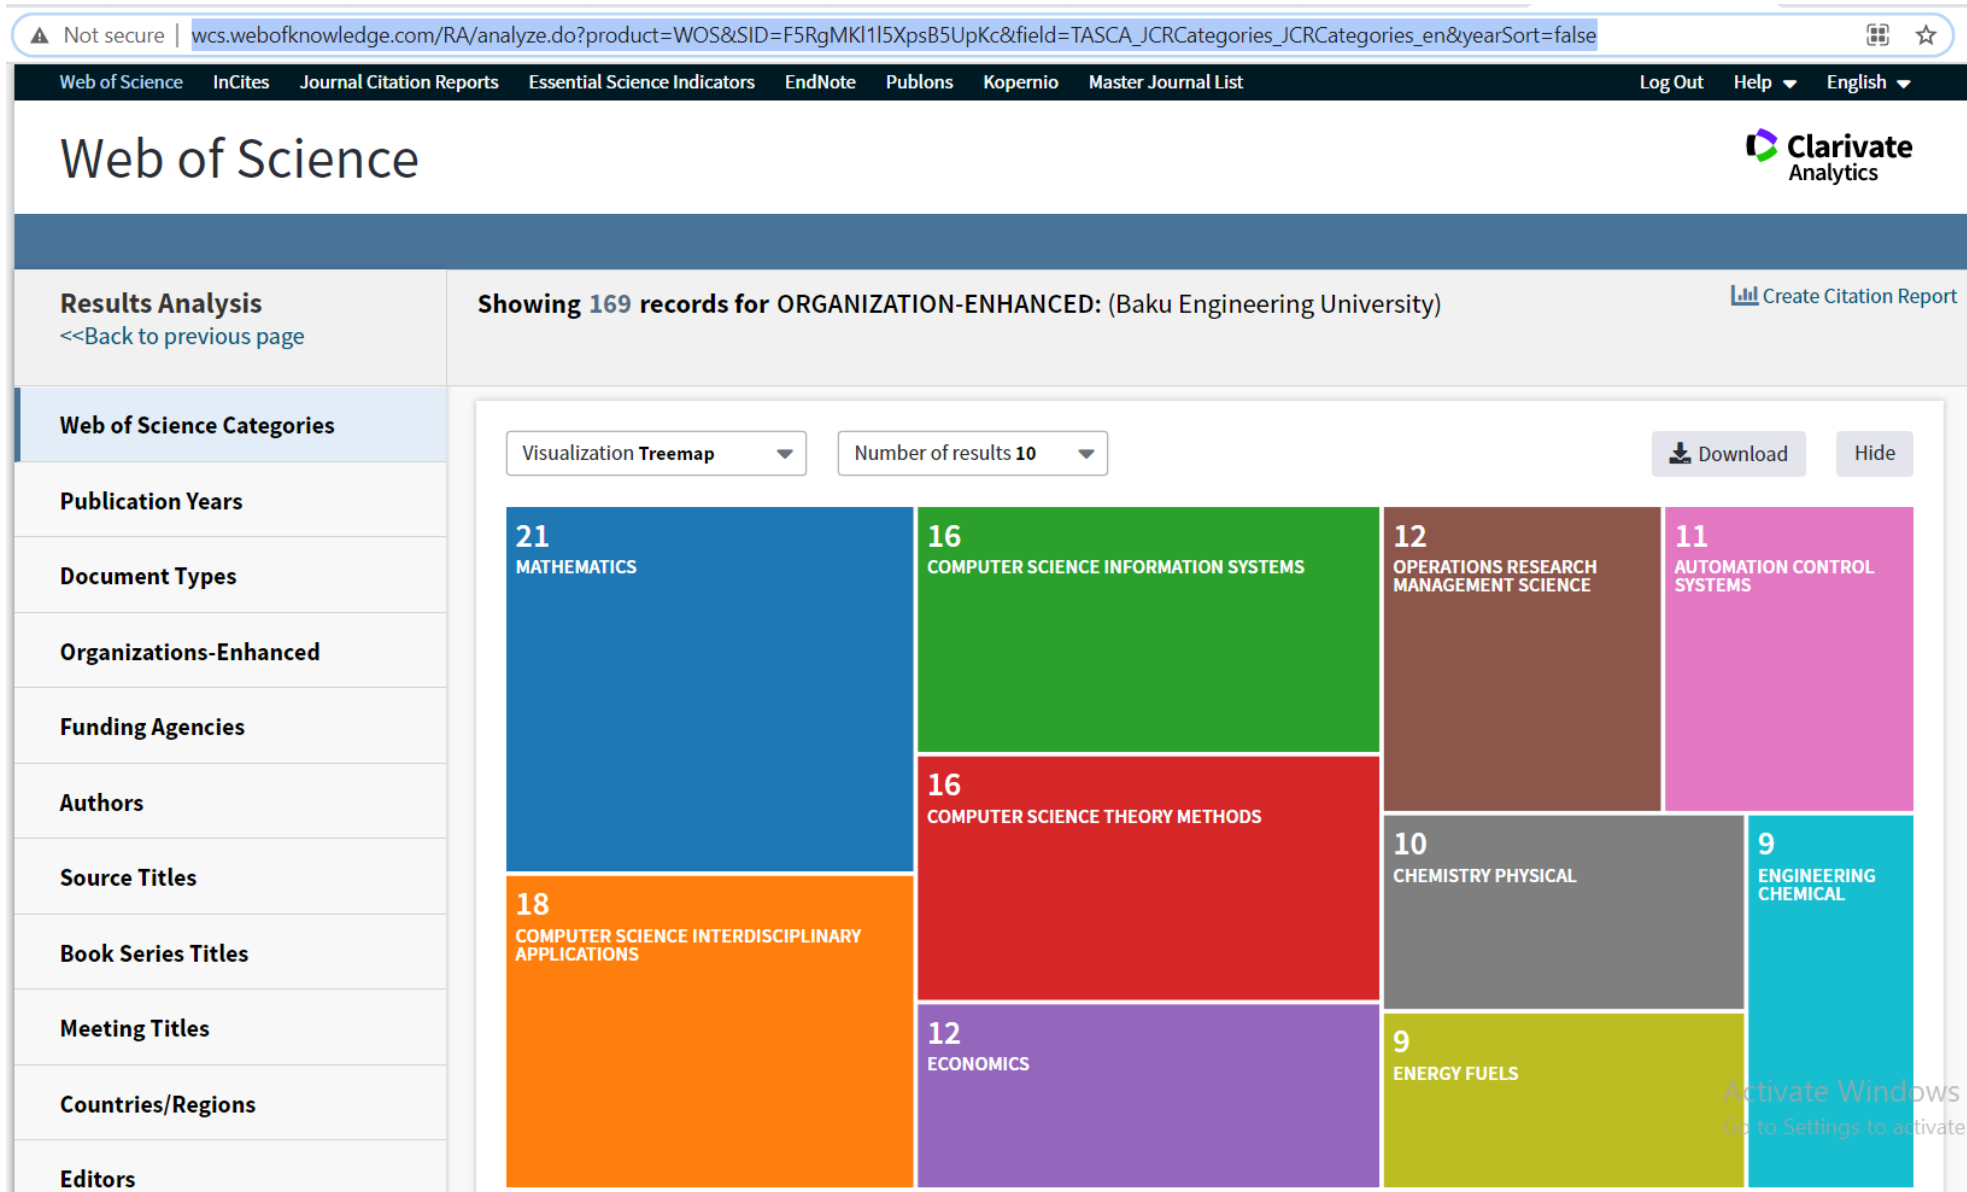 Not secure | wcs.webofknowledge.com/RA/analyze.do?product=WOS&SID=F5RgMKl1l5XpsB5UpKc&field=TASCA_JCRCategories_JCRCategories_en&yearSort=false
Web of Science InCites Journal Citation Reports Essential Science Indicators EndNote Publons Kopernio Master Journal List Log Out Help English
Web of Science
Clarivate
Analytics
Results Analysis
<<Back to previous page
Showing 169 records for ORGANIZATION-ENHANCED: (Baku Engineering University)
Create Citation Report
Web of Science Categories
Publication Years
Document Types
Organizations-Enhanced
Funding Agencies
Authors
Source Titles
Book Series Titles
Meeting Titles
Countries/Regions
Editors
Visualization Treemap
Number of results 10
Download
Hide
21
MATHEMATICS
18
COMPUTER SCIENCE INTERDISCIPLINARY
APPLICATIONS
16
COMPUTER SCIENCE INFORMATION SYSTEMS
16
COMPUTER SCIENCE THEORY METHODS
12
ECONOMICS
12
OPERATIONS RESEARCH
MANAGEMENT SCIENCE
11
AUTOMATION CONTROL
SYSTEMS
10
CHEMISTRY PHYSICAL
9
ENERGY FUELS
9
ENGINEERING
CHEMICAL
Activate Windows
Go to Settings to activate